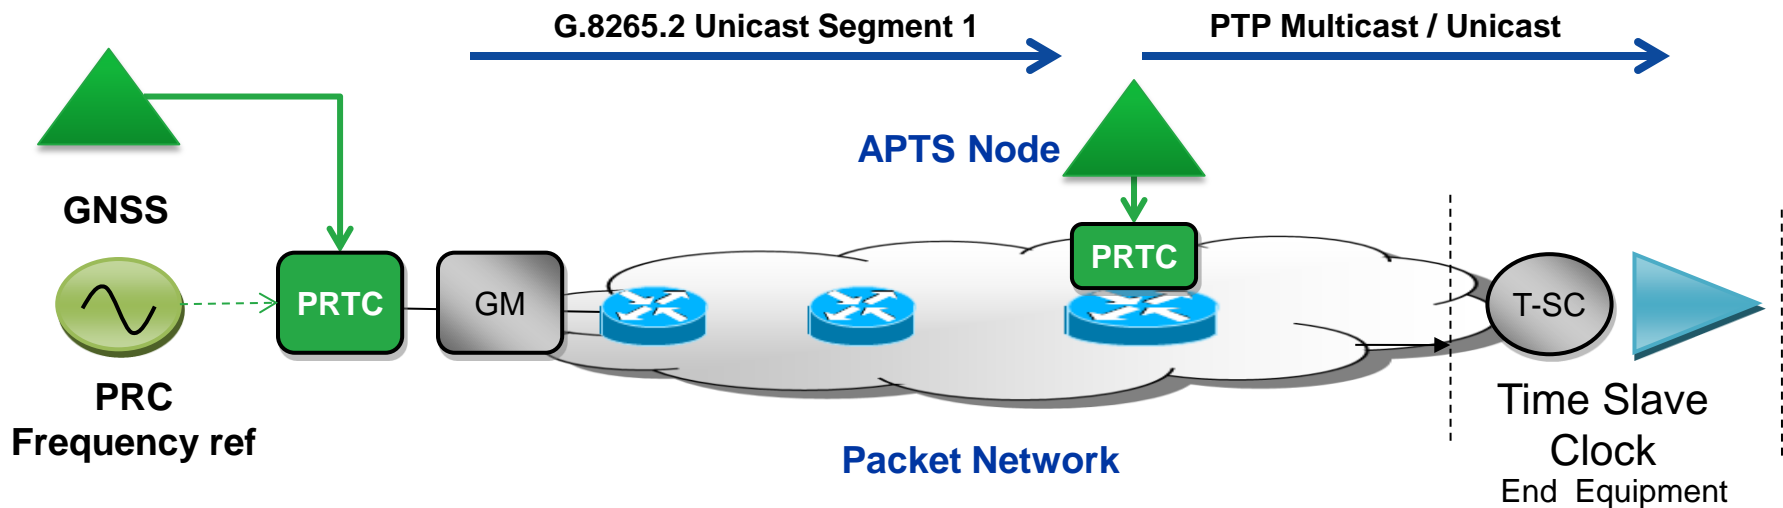 G.8265.2 Unicast Segment 1
PTP Multicast / Unicast
APTS Node
GNSS
PRTC
PRTC
GM
T-SC
PRC
Frequency ref
Time Slave
Clock
End Equipment
Packet Network